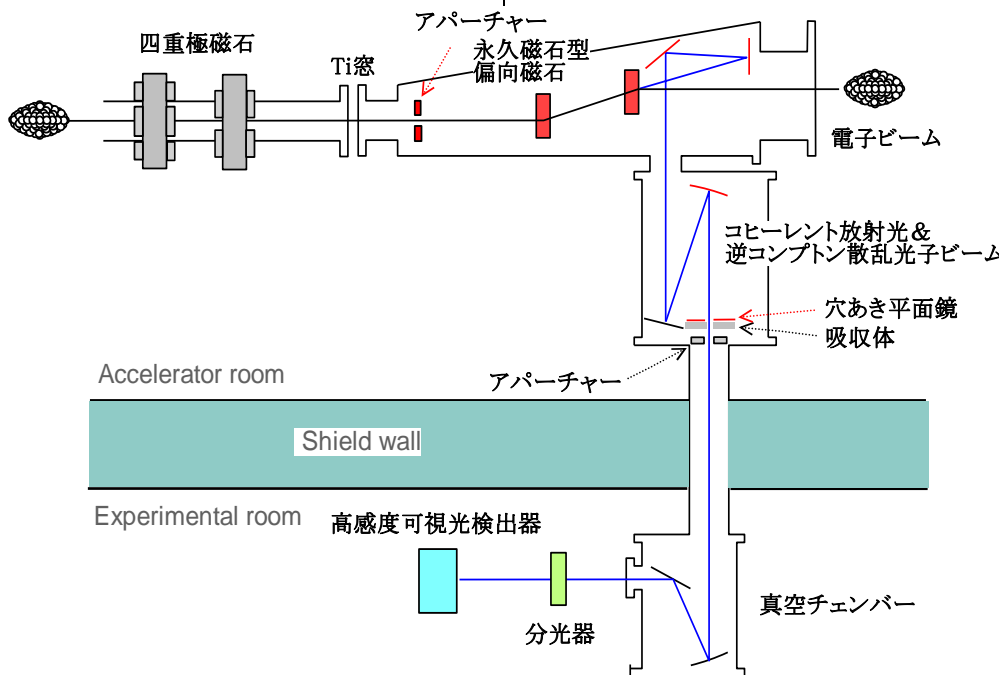 アパーチャー
四重極磁石
永久磁石型
偏向磁石
Ti窓
電子ビーム
コヒーレント放射光＆
逆コンプトン散乱光子ビーム
穴あき平面鏡
吸収体
アパーチャー
Accelerator room
Shield wall
Experimental room
高感度可視光検出器
分光器
真空チェンバー